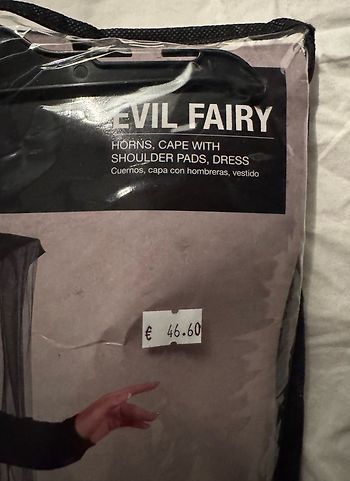 EVIL FAIRY
HORNS, CAPE WITH
SHOULDER PADS, DRESS
Cuernos, capa con hombreras, vestido
€ 46.60